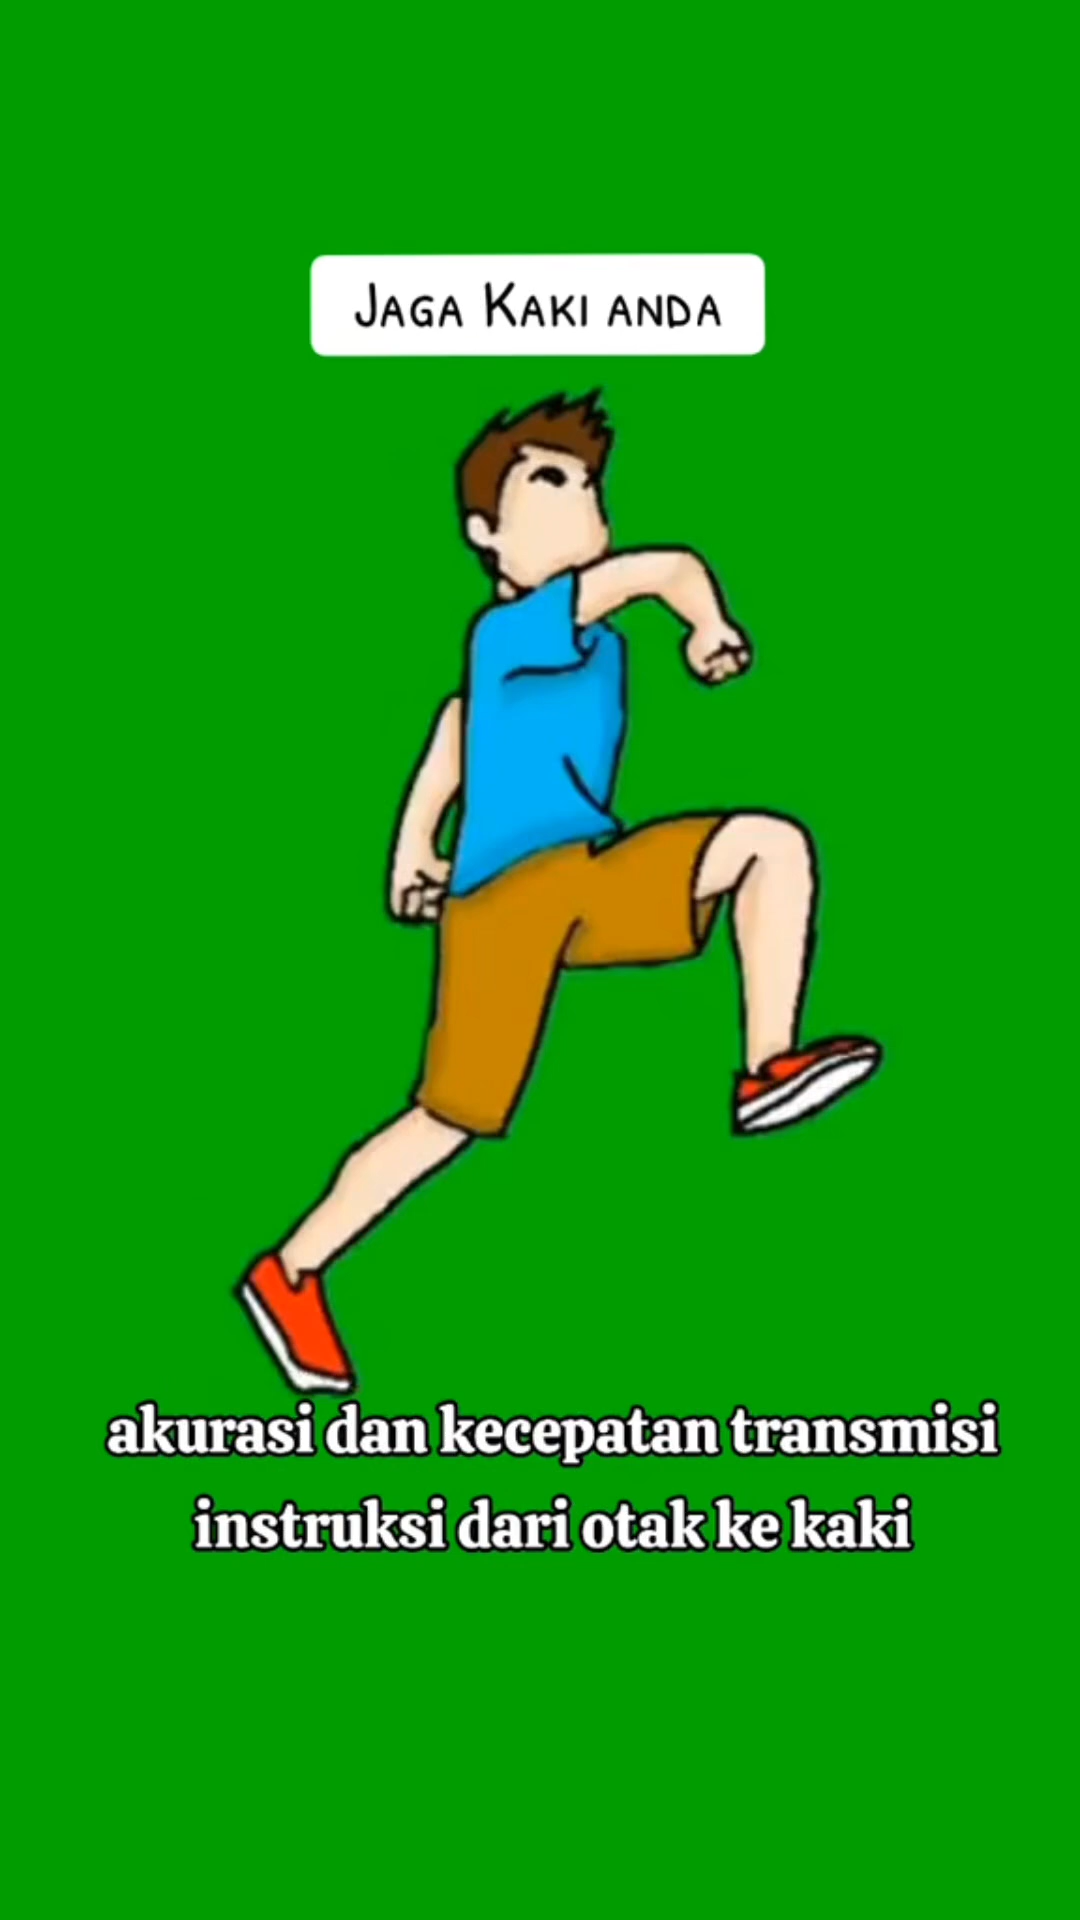 Jaga Kaki anda
akurasi dan kecepatan transmisi
instruksi dari otak ke kaki